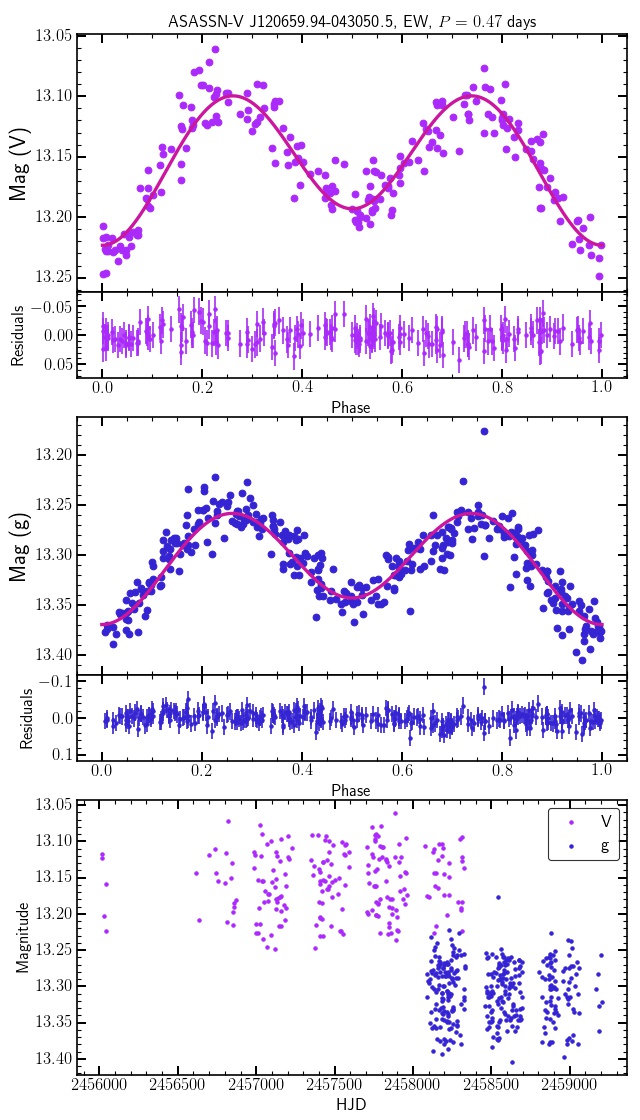 ASASSN-V J120659.94-043050.5, EW, P = 0.47 days
13.05
13.10
13.15
13.20
13.25
Mag (V)
−0.05
0.00
0.05
Residuals
0.0 0.2 0.4 0.6 0.8 1.0
Phase
13.20
13.25
13.30
13.35
13.40
Mag (g)
−0.1
0.0
0.1
Residuals
0.0 0.2 0.4 0.6 0.8 1.0
Phase
13.05
13.10
13.15
13.20
13.25
13.30
13.35
13.40
Magnitude
V
g
2456000 2456500 2457000 2457500 2458000 2458500 2459000
HJD